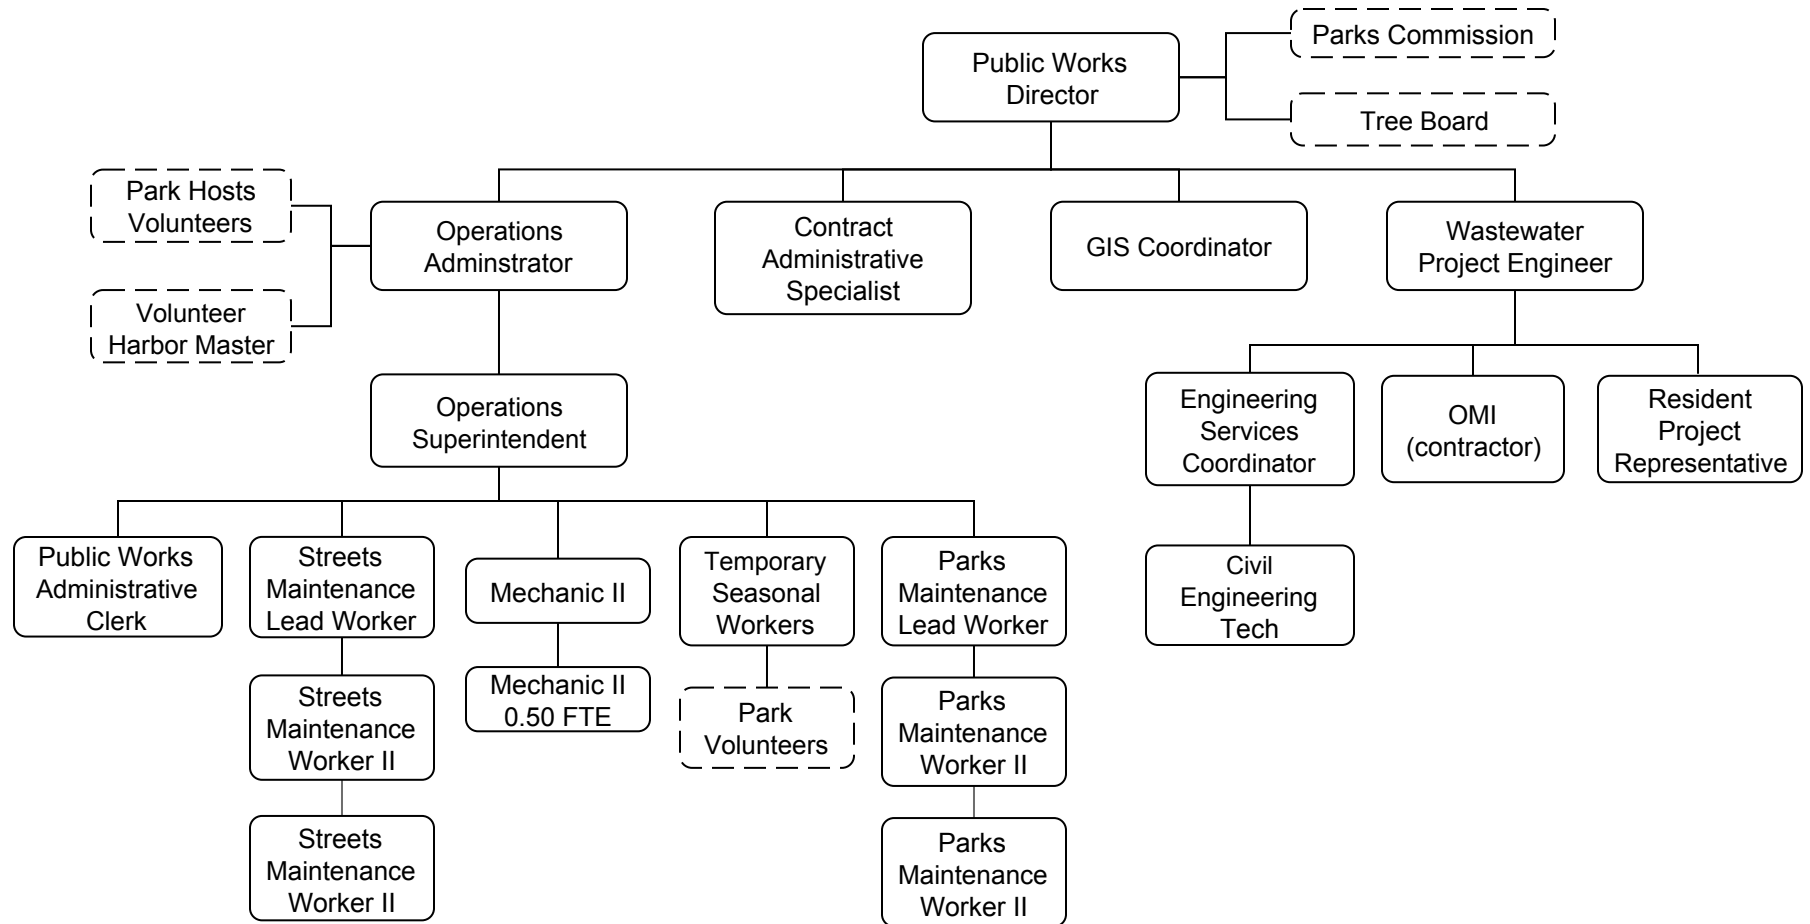 Parks Commission
Public Works
Director
Tree Board
Park Hosts
Volunteers
Operations
Adminstrator
Contract
Administrative
Specialist
GIS Coordinator
Wastewater
Project Engineer
Volunteer
Harbor Master
Operations
Superintendent
Engineering
Services
Coordinator
OMI
(contractor)
Resident
Project
Representative
Public Works
Administrative
Clerk
Streets
Maintenance
Lead Worker
Mechanic II
Temporary
Seasonal
Workers
Parks
Maintenance
Lead Worker
Civil
Engineering
Tech
Streets
Maintenance
Worker II
Mechanic II
0.50 FTE
Park
Volunteers
Parks
Maintenance
Worker II
Streets
Maintenance
Worker II
Parks
Maintenance
Worker II